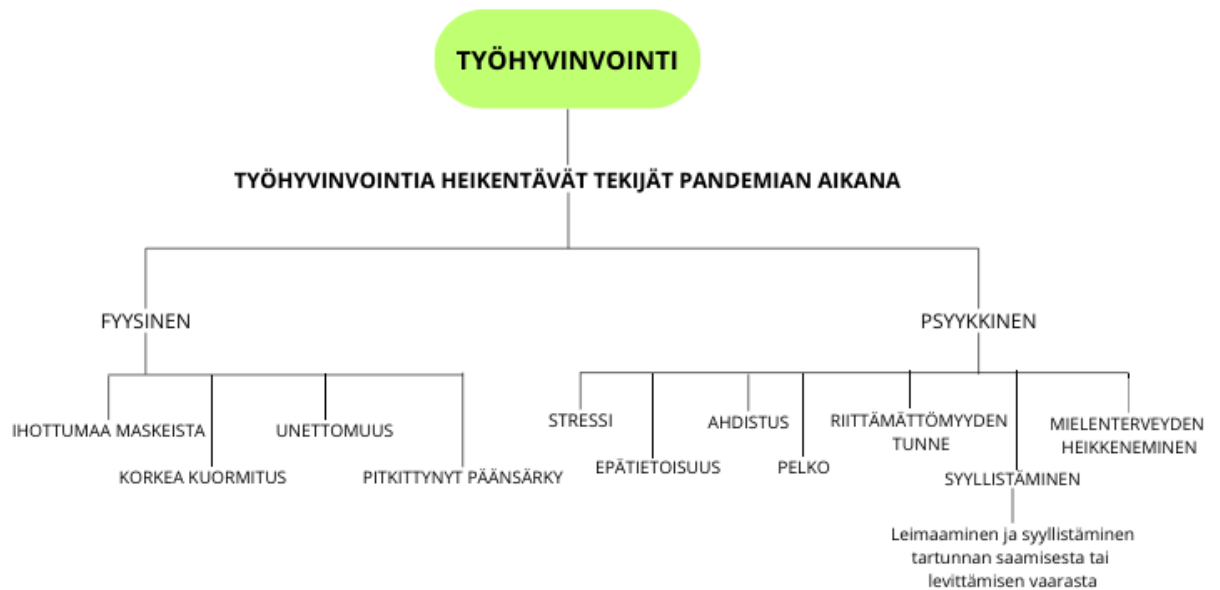 TYÖHYVINVOINTI
TYÖHYVINVOINTIA HEIKENTÄVÄT TEKIJÄT PANDEMIAN AIKANA
FYYSINEN
PSYYKKINEN
IHOTTUMAA MASKEISTA
KORKEA KUORMITUS
UNETTOMUUS
PITKITTYNYT PÄÄNSÄRKY
STRESSI
EPÄTIETOISUUS
AHDISTUS
PELKO
RIITTÄMÄTTÖMYYDEN
TUNNE
SYYLLISTÄMINEN
Leimaaminen ja syyllistäminen
tartunnan saamisesta tai
levittämisen vaarasta
MIELENTERVEYDEN
HEIKKENEMINEN